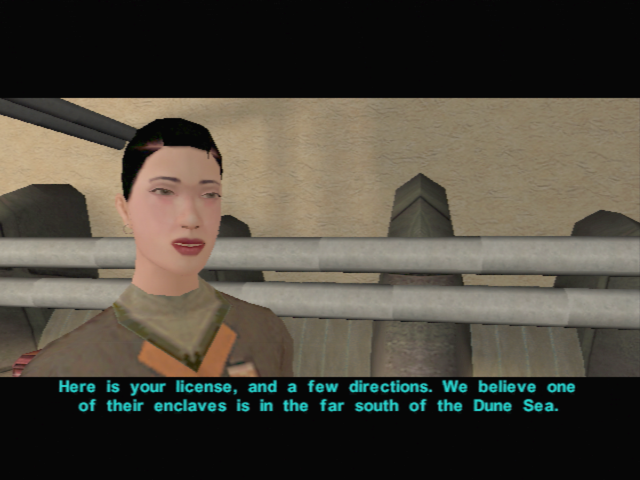 Here is your license, and a few directions. We believe one
of their enclaves is in the far south of the Dune Sea.